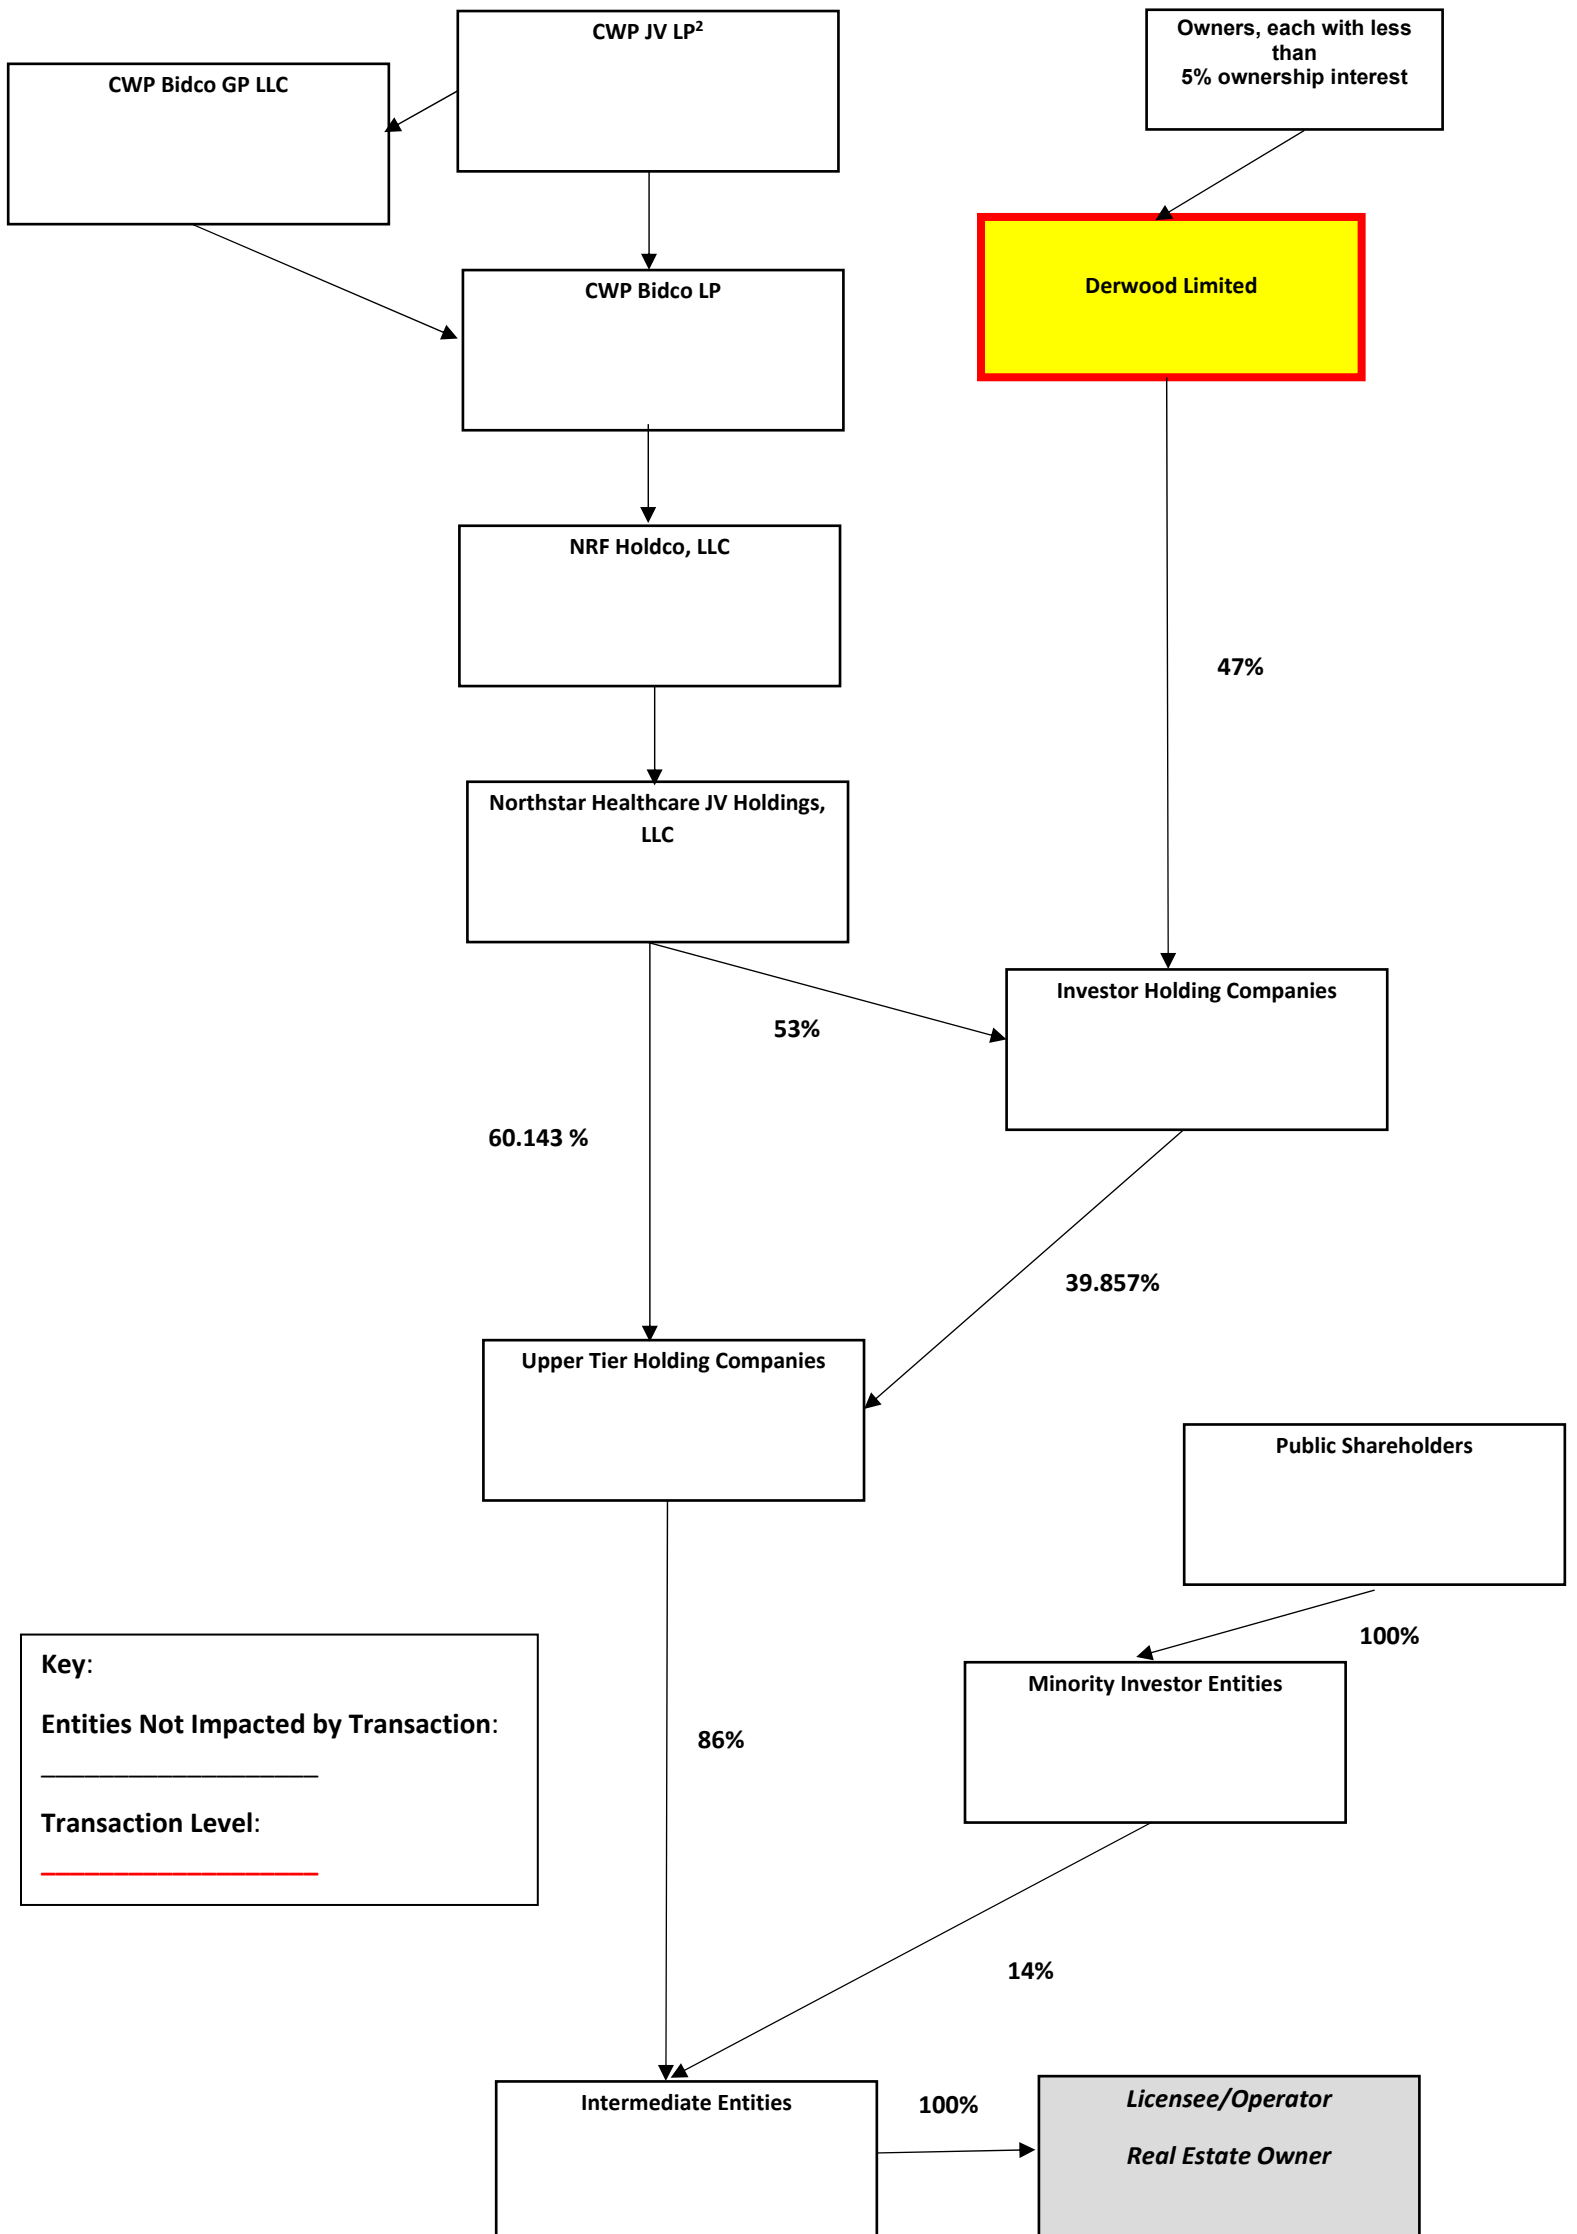 CWP JV LP²
Owners, each with less
than
5% ownership interest
CWP Bidco GP LLC
Derwood Limited
CWP Bidco LP
NRF Holdco, LLC
47%
Northstar Healthcare JV Holdings,
LLC
Investor Holding Companies
53%
60.143 %
39.857%
Upper Tier Holding Companies
Public Shareholders
100%
Key:
Entities Not Impacted by Transaction:
Transaction Level:
Minority Investor Entities
86%
14%
Intermediate Entities
100%
Licensee/Operator
Real Estate Owner